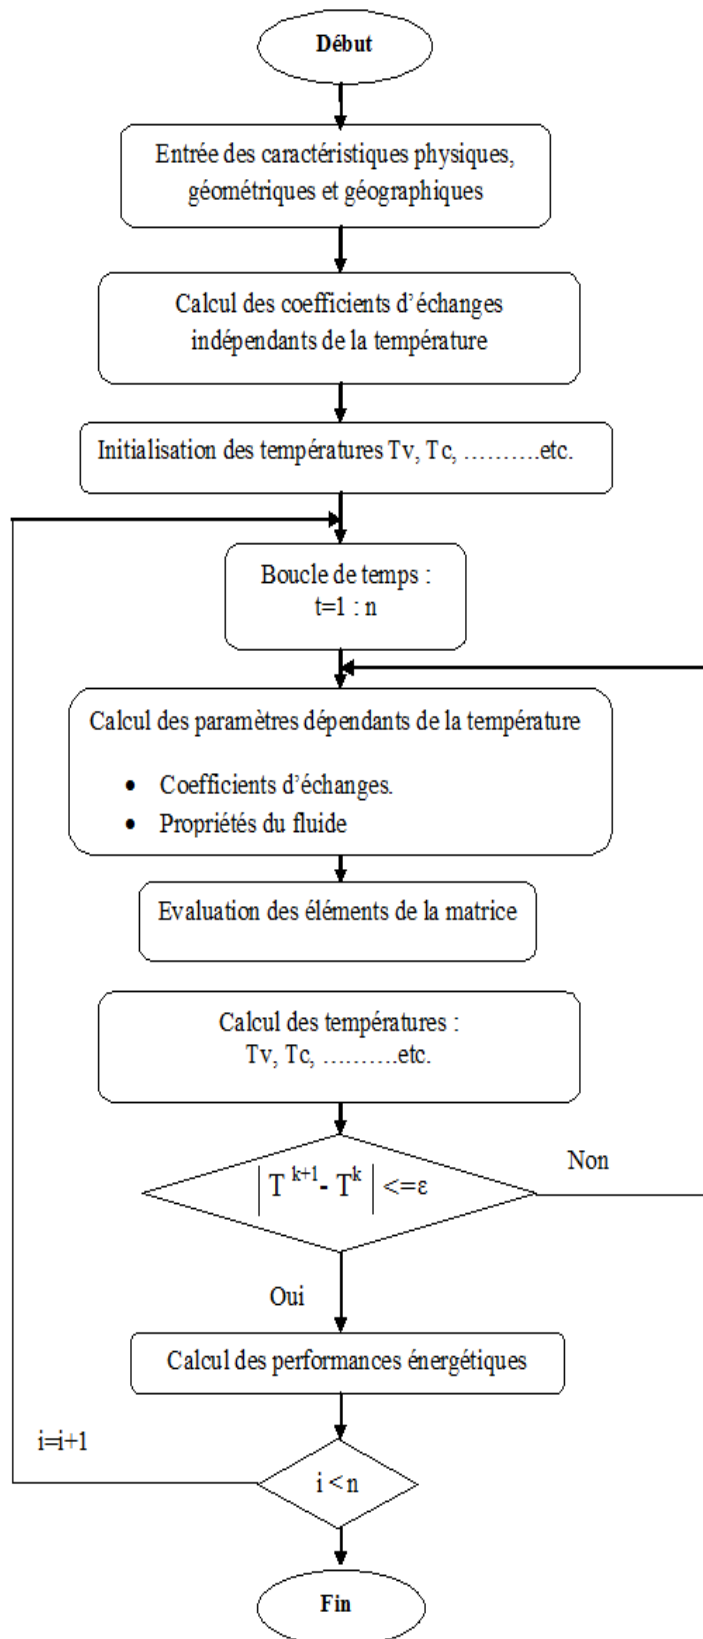 Début
Entrée des caractéristiques physiques,
géométriques et géographiques
Calcul des coefficients d’échanges
indépendants de la température
Initialisation des températures Tv, Tc, ……….etc.
Boucle de temps :
t=1 : n
Calcul des paramètres dépendants de la température
• Coefficients d’échanges.
• Propriétés du fluide
Evaluation des éléments de la matrice
Calcul des températures :
Tv, Tc, ……….etc.
| T k+1- Tk | <=ε
Non
Oui
Calcul des performances énergétiques
i=i+1
i < n
Fin